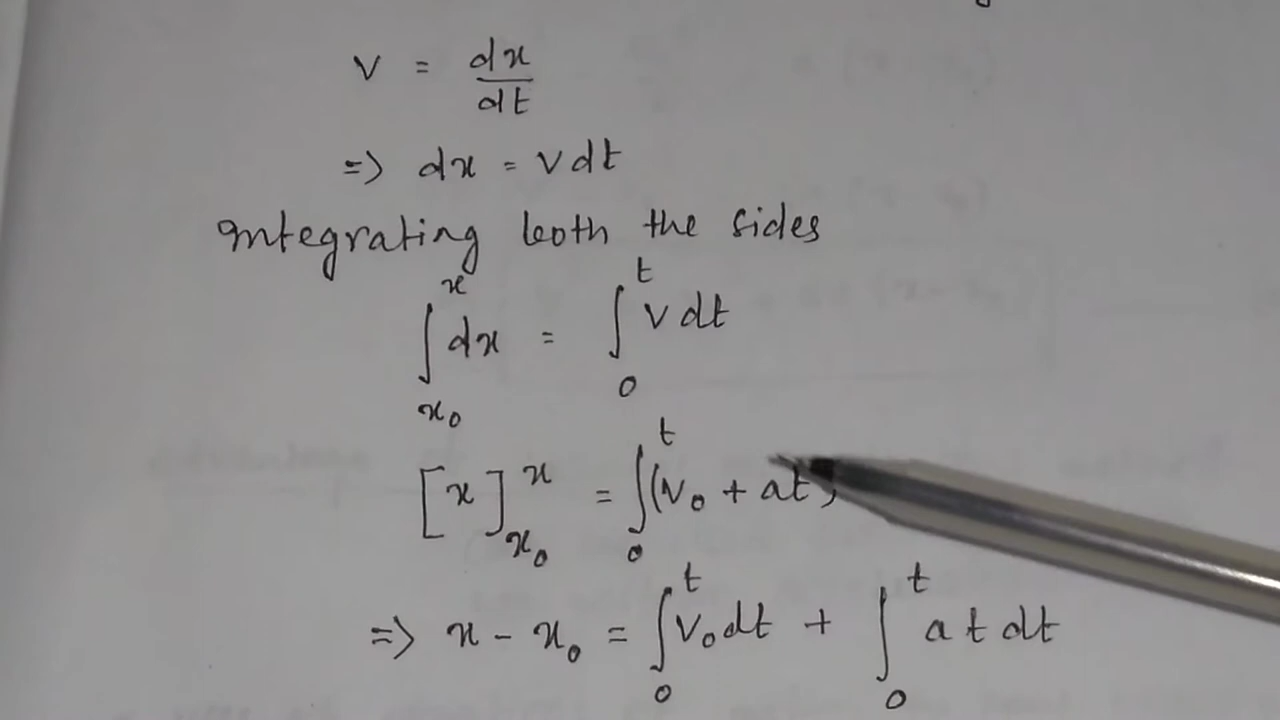 v = dx/dt
=> dx = v dt
Integrating both the sides
∫_{x₀}^{x} dx = ∫_{0}^{t} v dt
[x]_{x₀}^{x} = ∫_{0}^{t} (v₀ + at)
=> x - x₀ = ∫_{0}^{t} v₀ dt + ∫_{0}^{t} a t dt